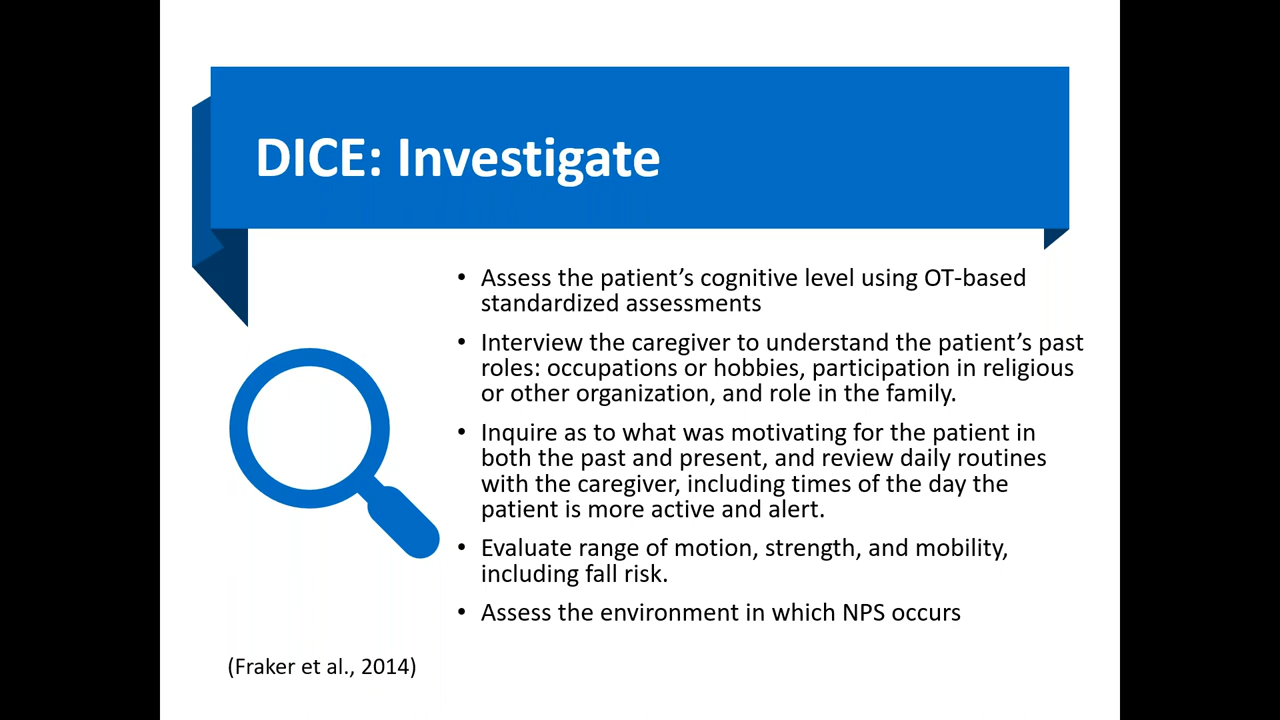 DICE: Investigate
• Assess the patient’s cognitive level using OT-based
standardized assessments
• Interview the caregiver to understand the patient’s past
roles: occupations or hobbies, participation in religious
or other organization, and role in the family.
• Inquire as to what was motivating for the patient in
both the past and present, and review daily routines
with the caregiver, including times of the day the
patient is more active and alert.
• Evaluate range of motion, strength, and mobility,
including fall risk.
• Assess the environment in which NPS occurs
(Fraker et al., 2014)